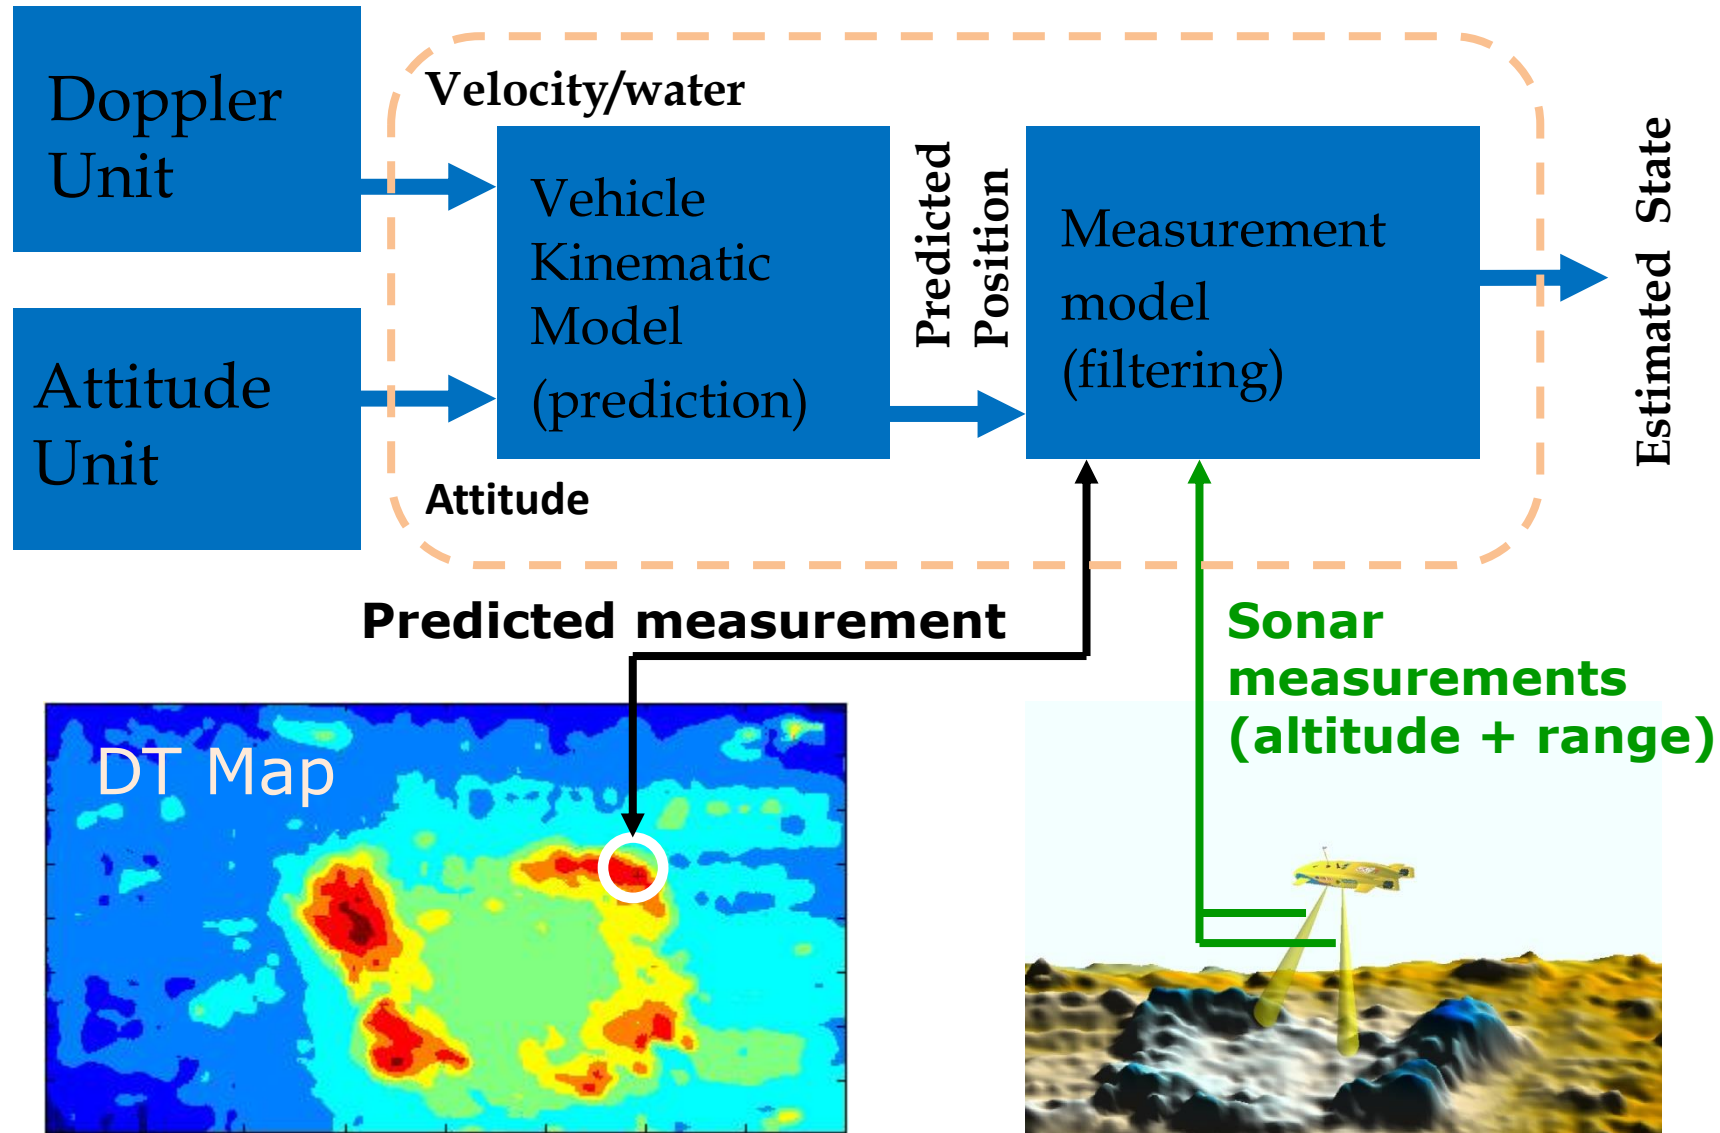 Doppler
Unit
Velocity/water
Vehicle
Kinematic
Model
(prediction)
Attitude
Unit
Attitude
Predicted
Position
Measurement
model
(filtering)
Estimated State
Predicted measurement
Sonar
measurements
(altitude + range)
DT Map